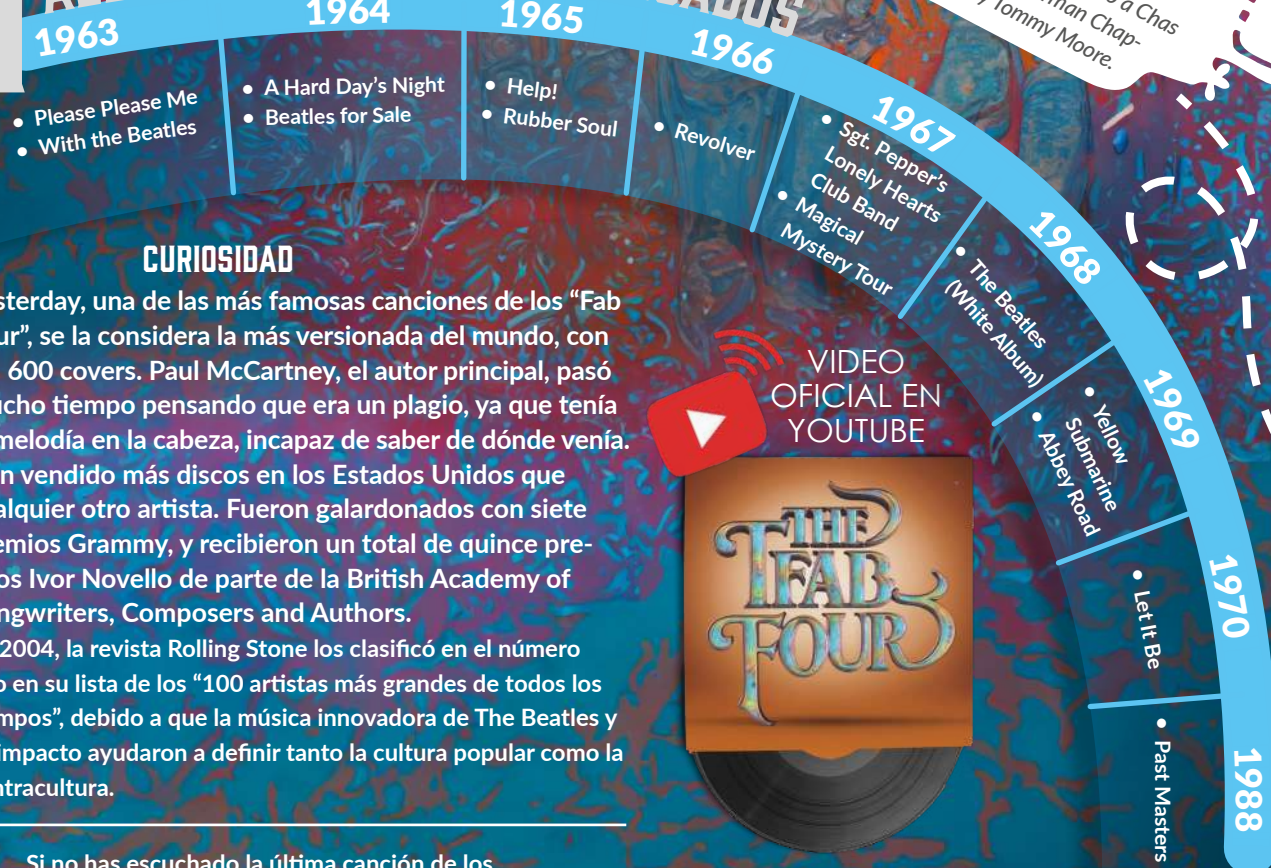 1963
• Please Please Me
• With the Beatles
1964
• A Hard Day's Night
• Beatles for Sale
1965
• Help!
• Rubber Soul
1966
• Revolver
1967
• Sgt. Pepper's
Lonely Hearts
Club Band
• Magical
Mystery Tour
1968
• The Beatles
(White Album)
1969
• Yellow
Submarine
• Abbey Road
1970
• Let It Be
1988
• Past Masters
a Chas
man Chap-
y Tommy Moore.
CURIOSIDAD
sterday, una de las más famosas canciones de los “Fab
ur”, se la considera la más versionada del mundo, con
600 covers. Paul McCartney, el autor principal, pasó
ucho tiempo pensando que era un plagio, ya que tenía
melodía en la cabeza, incapaz de saber de dónde venía.
n vendido más discos en los Estados Unidos que
alquier otro artista. Fueron galardonados con siete
emios Grammy, y recibieron un total de quince pre-
os Ivor Novello de parte de la British Academy of
ngwriters, Composers and Authors.
2004, la revista Rolling Stone los clasificó en el número
o en su lista de los “100 artistas más grandes de todos los
mpos”, debido a que la música innovadora de The Beatles y
impacto ayudaron a definir tanto la cultura popular como la
ntracultura.
VIDEO
OFICIAL EN
YOUTUBE
THE
FAB
FOUR
Si no has escuchado la última canción de los